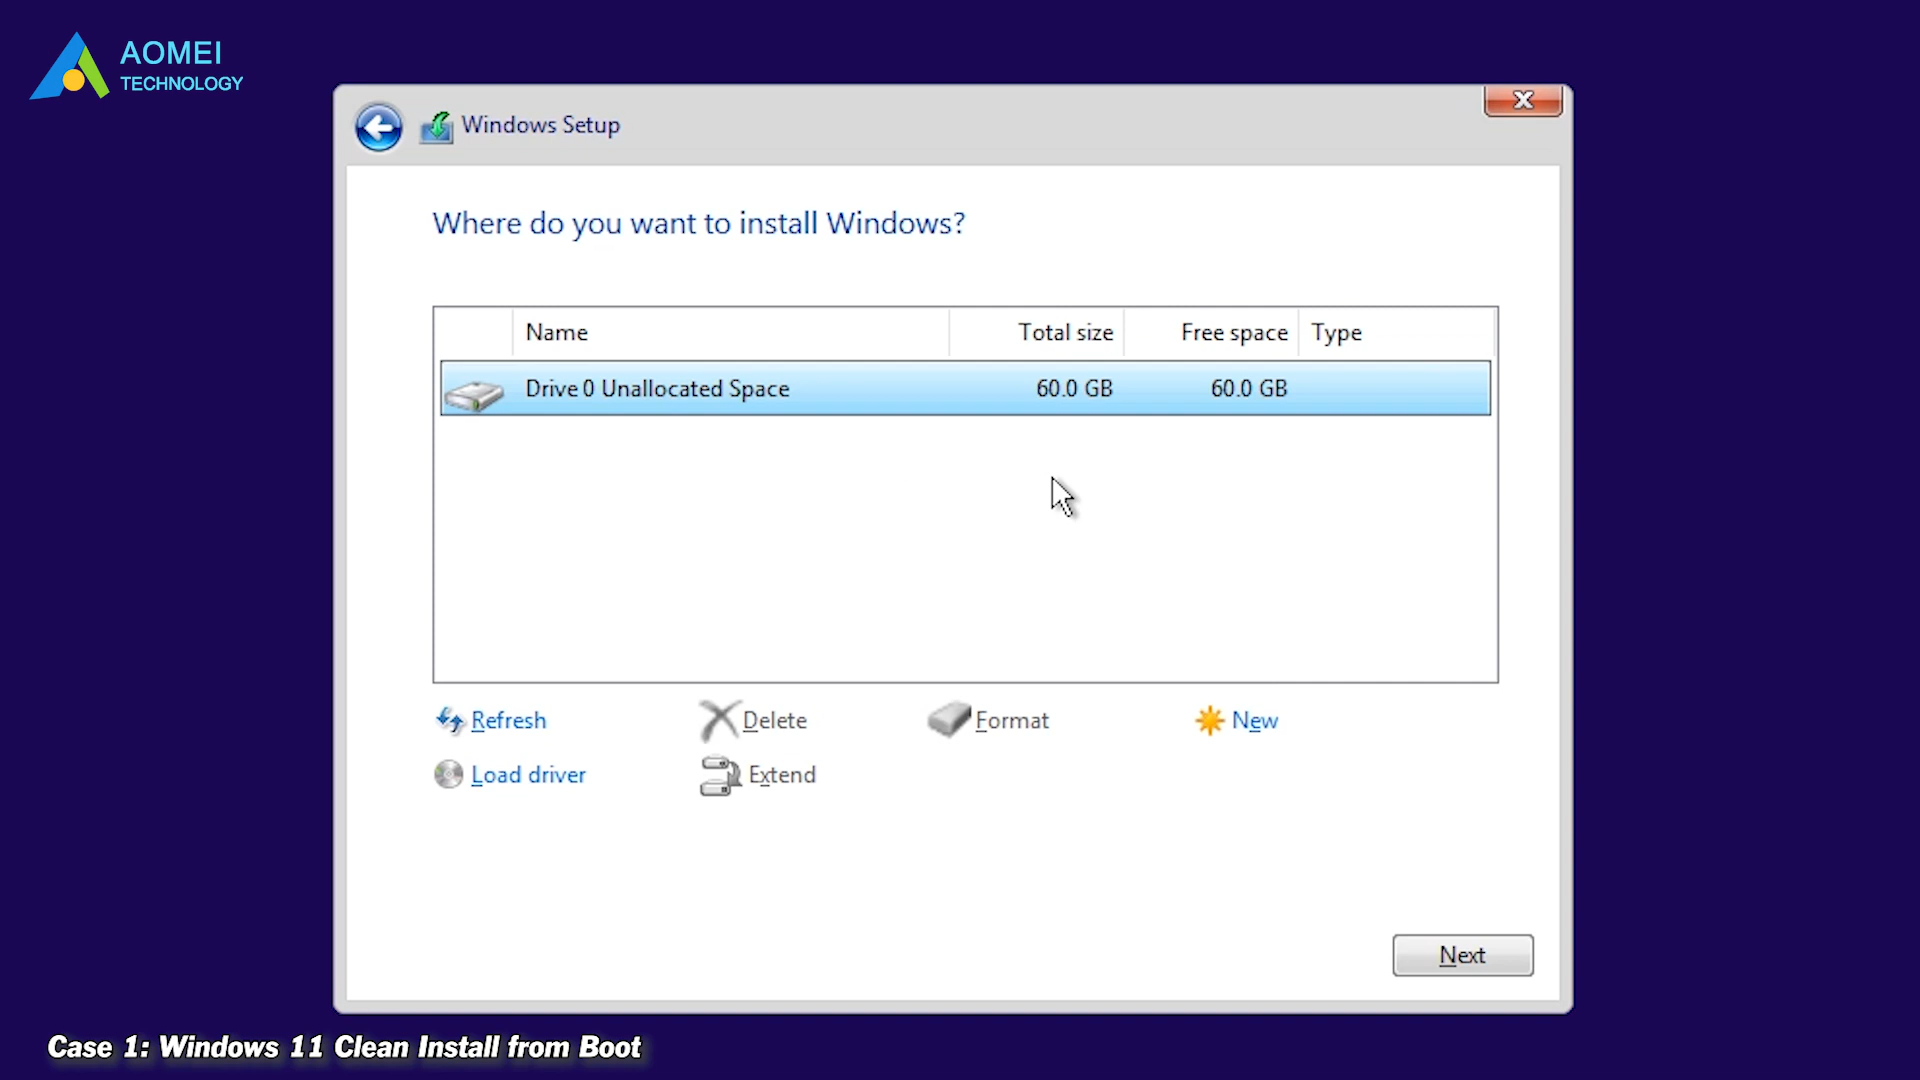 AOMEI
TECHNOLOGY
Windows Setup
Where do you want to install Windows?
Name Total size Free space Type
Drive 0 Unallocated Space 60.0 GB 60.0 GB
Refresh Delete Format New
Load driver Extend
Next
Case 1: Windows 11 Clean Install from Boot